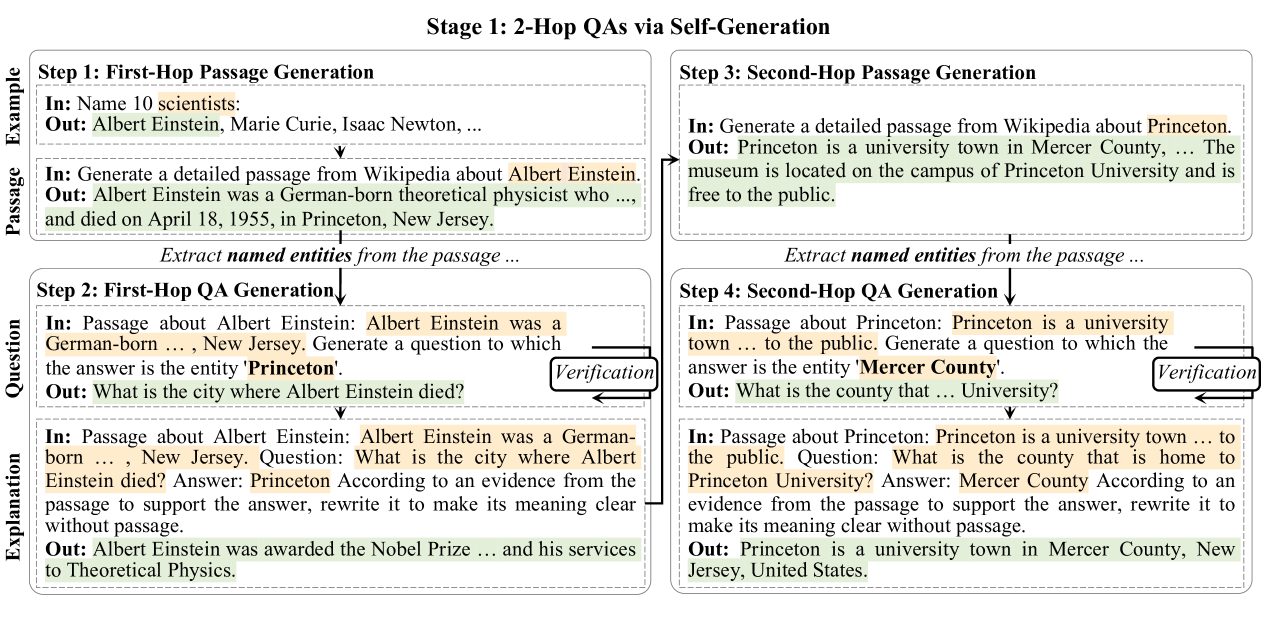 Stage 1: 2-Hop QAs via Self-Generation
Example
Passage
Step 1: First-Hop Passage Generation
In: Name 10 scientists:
Out: Albert Einstein, Marie Curie, Isaac Newton, ...
In: Generate a detailed passage from Wikipedia about Albert Einstein.
Out: Albert Einstein was a German-born theoretical physicist who ...,
and died on April 18, 1955, in Princeton, New Jersey.
Extract named entities from the passage ...
Question
Explanation
Step 2: First-Hop QA Generation
In: Passage about Albert Einstein: Albert Einstein was a
German-born ... , New Jersey. Generate a question to which
the answer is the entity 'Princeton'.
Out: What is the city where Albert Einstein died?
Verification
In: Passage about Albert Einstein: Albert Einstein was a German-
born ... , New Jersey. Question: What is the city where Albert
Einstein died? Answer: Princeton According to an evidence from the
passage to support the answer, rewrite it to make its meaning clear
without passage.
Out: Albert Einstein was awarded the Nobel Prize ... and his services
to Theoretical Physics.
Step 3: Second-Hop Passage Generation
In: Generate a detailed passage from Wikipedia about Princeton.
Out: Princeton is a university town in Mercer County, ... The
museum is located on the campus of Princeton University and is
free to the public.
Extract named entities from the passage ...
Step 4: Second-Hop QA Generation
In: Passage about Princeton: Princeton is a university
town ... to the public. Generate a question to which the
answer is the entity 'Mercer County'.
Out: What is the county that ... University?
Verification
In: Passage about Princeton: Princeton is a university town ... to
the public. Question: What is the county that is home to
Princeton University? Answer: Mercer County According to an
evidence from the passage to support the answer, rewrite it to
make its meaning clear without passage.
Out: Princeton is a university town in Mercer County, New
Jersey, United States.